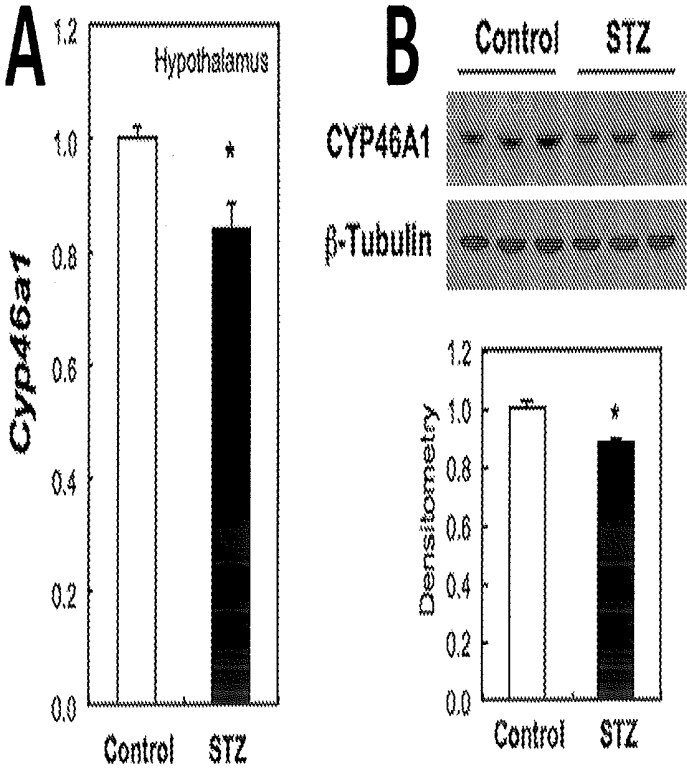 A
Hypothalamus
1.2
1.0
0.8
0.6
0.4
0.2
0.0
*
Cyp46a1
Control STZ
B
Control STZ
CYP46A1
β-Tubulin
1.2
1.0
0.8
0.6
0.4
0.2
0.0
*
Densitometry
Control STZ